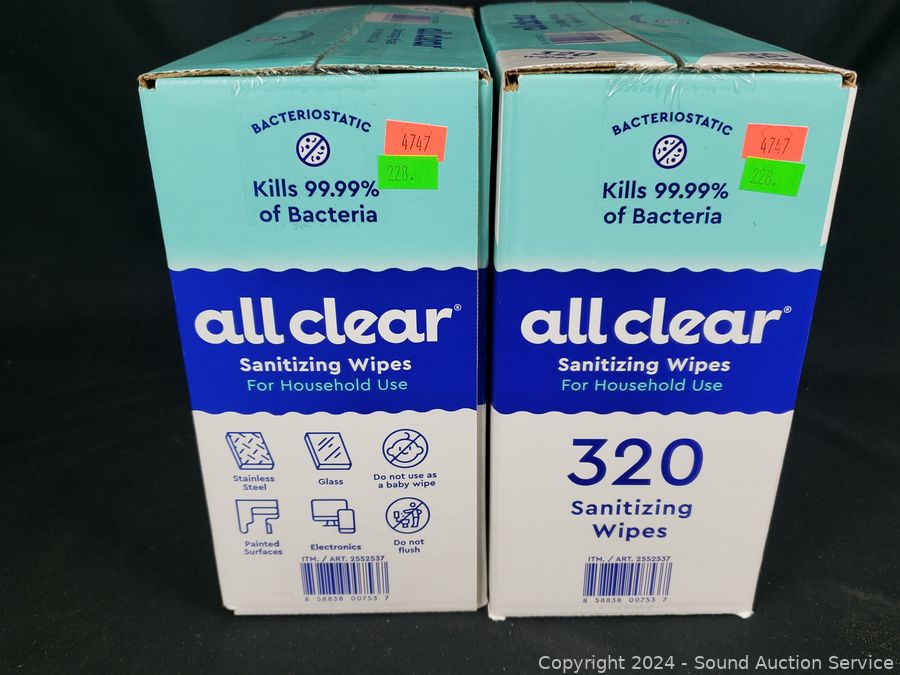 BACTERIOSTATIC
4747
228.
Kills 99.99%
of Bacteria
all clear®
Sanitizing Wipes
For Household Use
Stainless
Steel
Glass
Do not use as
a baby wipe
Painted
Surfaces
Electronics
Do not
flush
ITM. / ART. 2552537
8 58838 00753 7
BACTERIOSTATIC
4747
228.
Kills 99.99%
of Bacteria
all clear®
Sanitizing Wipes
For Household Use
320
Sanitizing
Wipes
ITM. / ART. 2552537
8 58838 00753 7
Copyright 2024 - Sound Auction Service